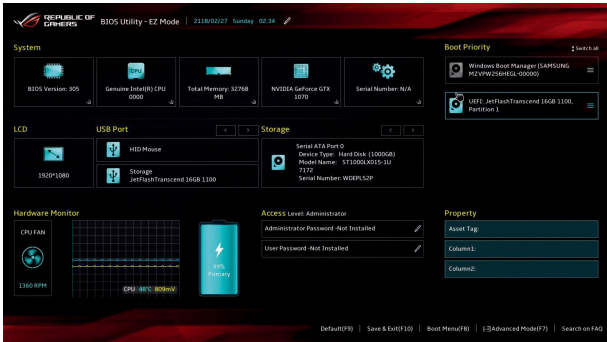 REPUBLIC OF
GAMERS
BIOS Utility - EZ Mode
2118/02/27 Sunday 02:34
System
BIOS Version: 305
Genuine Intel(R) CPU
0000
Total Memory: 32768
MB
NVIDIA GeForce GTX
1070
Serial Number: N/A
Boot Priority
Switch all
Windows Boot Manager (SAMSUNG
MZVPW256HEGL-00000)
UEFI: JetFlashTranscend 16GB 1100,
Partition 1
LCD
1920*1080
USB Port
HID Mouse
Storage
JetFlashTranscend 16GB 1100
Storage
Serial ATA Port 0
Device Type: Hard Disk (1000GB)
Model Name: ST1000LX015-1U
7172
Serial Number: WDEPLS2P
Hardware Monitor
CPU FAN
1360 RPM
CPU 48°C 809mV
Primary
Access Level: Administrator
Administrator Password -Not Installed
User Password -Not Installed
Property
Asset Tag:
Column1:
Column2:
Default(F9)
Save & Exit(F10)
Boot Menu(F8)
Advanced Mode(F7)
Search on FAQ